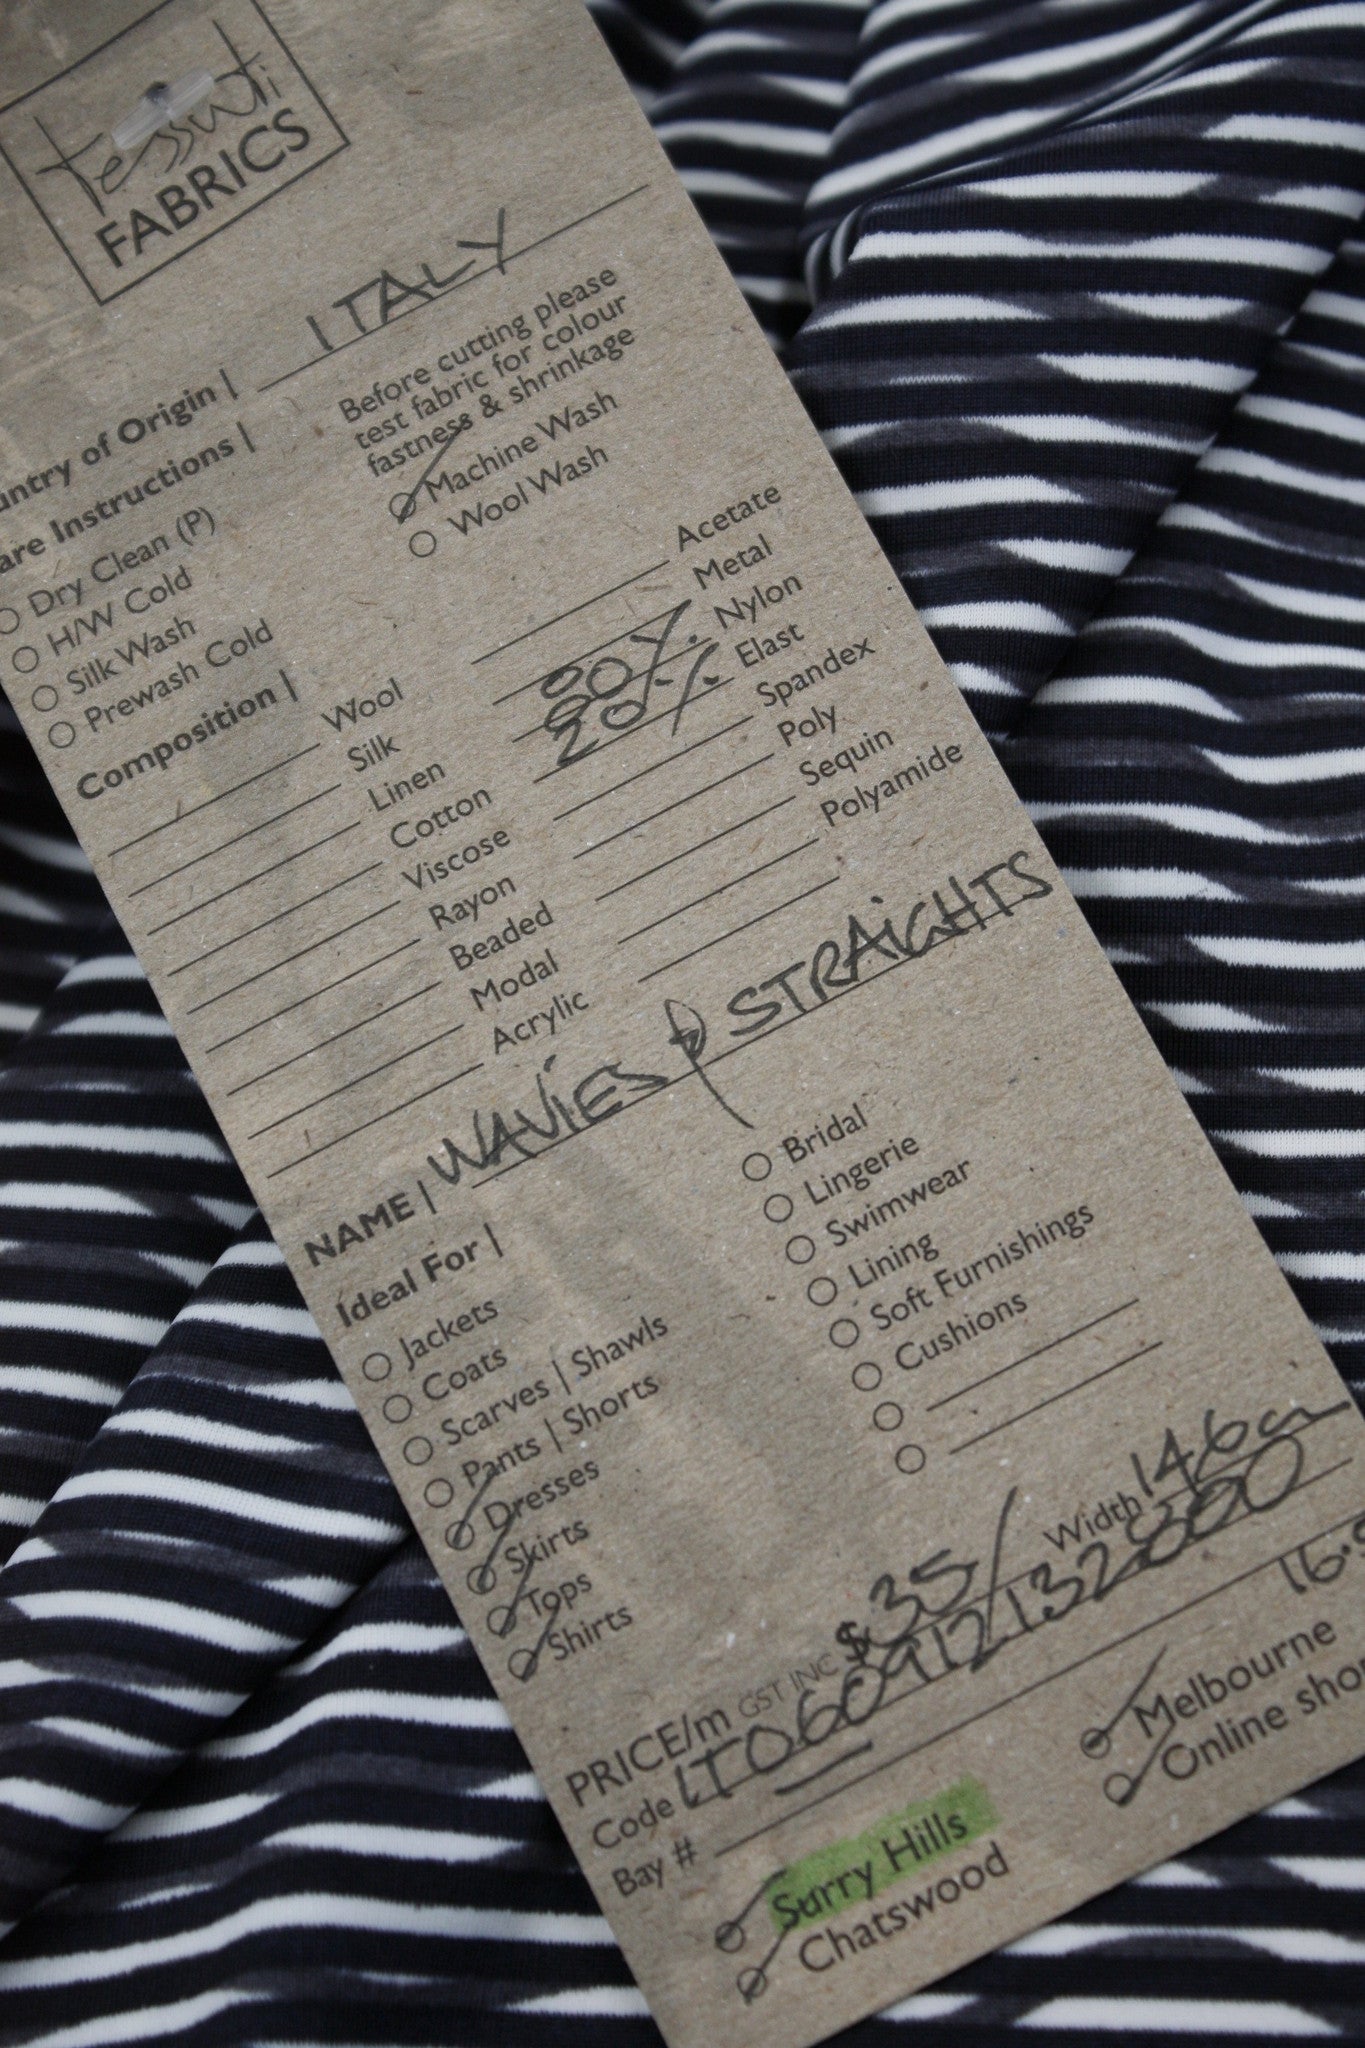 tessuti
FABRICS
untry of Origin | ITALY
are Instructions |
Before cutting please
test fabric for colour
fastness & shrinkage
Dry Clean (P)
H/W Cold
Silk Wash
Prewash Cold
Machine Wash
Wool Wash
Composition |
Wool
Silk
Linen
Cotton
Viscose
Rayon
Beaded
Modal
Acrylic
Acetate
Metal
80% Nylon
20% Elast
Spandex
Poly
Sequin
Polyamide
NAME | WAViES & STRAiGHTS
Ideal For |
Jackets
Coats
Scarves | Shawls
Pants | Shorts
Dresses
Skirts
Tops
Shirts
Bridal
Lingerie
Swimwear
Lining
Soft Furnishings
Cushions
PRICE/m GST INC $35/ Width 146cm
Code
Bay #
Surry Hills
Chatswood
Melbourne
Online sho